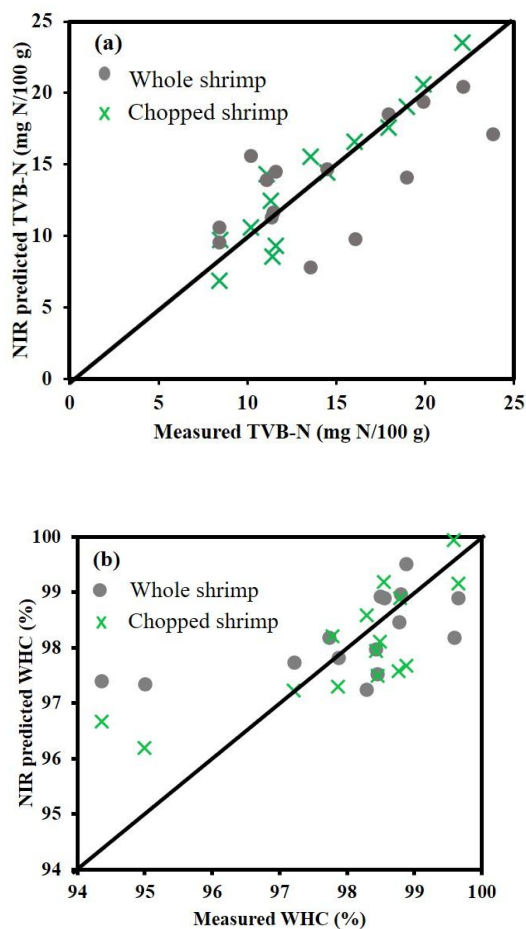 (a)
Whole shrimp
Chopped shrimp
NIR predicted TVB-N (mg N/100 g)
25
20
15
10
5
0
0 5 10 15 20 25
Measured TVB-N (mg N/100 g)
(b)
Whole shrimp
Chopped shrimp
NIR predicted WHC (%)
100
99
98
97
96
95
94
94 95 96 97 98 99 100
Measured WHC (%)